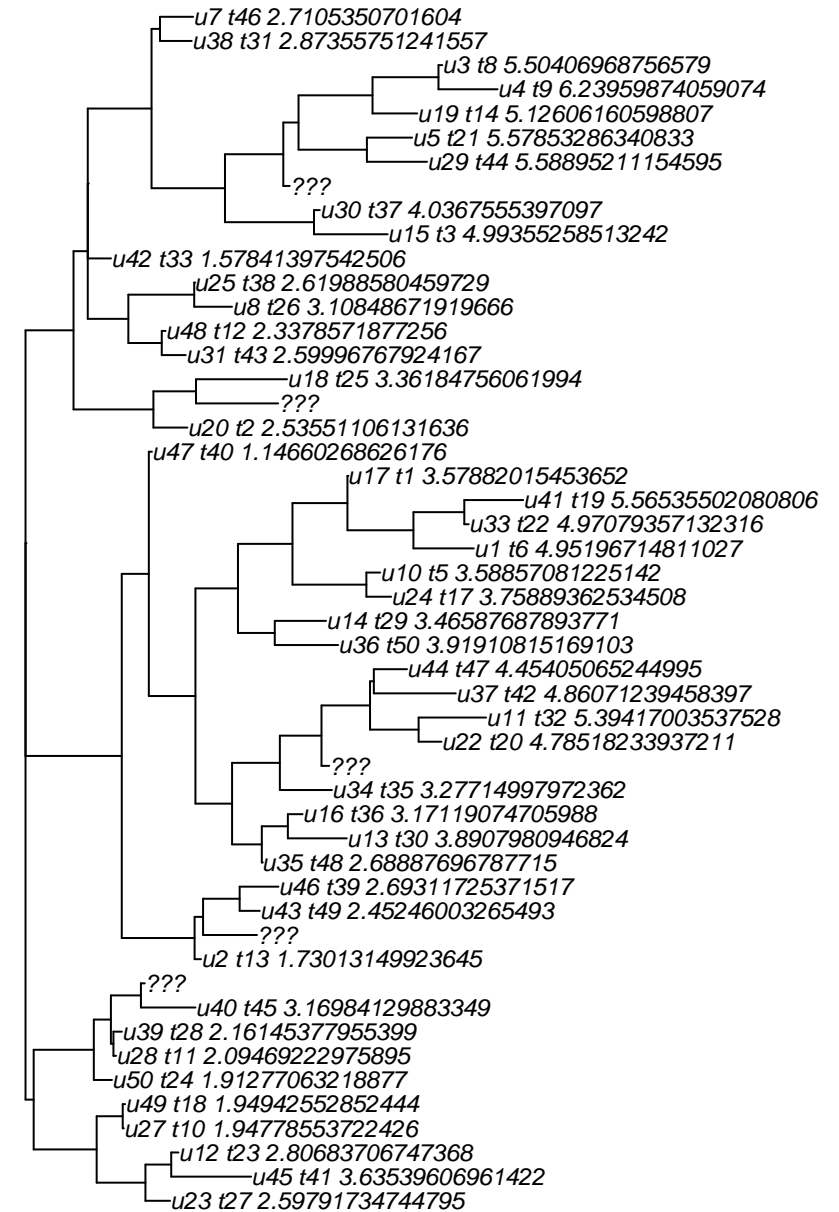 u7 t46 2.7105350701604
u38 t31 2.87355751241557
u3 t8 5.50406968756579
u4 t9 6.23959874059074
u19 t14 5.12606160598807
u5 t21 5.57853286340833
u29 t44 5.58895211154595
???
u30 t37 4.0367555397097
u15 t3 4.99355258513242
u42 t33 1.57841397542506
u25 t38 2.61988580459729
u8 t26 3.10848671919666
u48 t12 2.3378571877256
u31 t43 2.59996767924167
u18 t25 3.36184756061994
???
u20 t2 2.53551106131636
u47 t40 1.14660268626176
u17 t1 3.57882015453652
u41 t19 5.56535502080806
u33 t22 4.97079357132316
u1 t6 4.95196714811027
u10 t5 3.58857081225142
u24 t17 3.75889362534508
u14 t29 3.46587687893771
u36 t50 3.91910815169103
u44 t47 4.45405065244995
u37 t42 4.86071239458397
u11 t32 5.39417003537528
u22 t20 4.78518233937211
???
u34 t35 3.27714997972362
u16 t36 3.17119074705988
u13 t30 3.8907980946824
u35 t48 2.68887696787715
u46 t39 2.69311725371517
u43 t49 2.45246003265493
???
u2 t13 1.73013149923645
???
u40 t45 3.16984129883349
u39 t28 2.16145377955399
u28 t11 2.09469222975895
u50 t24 1.91277063218877
u49 t18 1.94942552852444
u27 t10 1.94778553722426
u12 t23 2.80683706747368
u45 t41 3.63539606961422
u23 t27 2.59791734744795